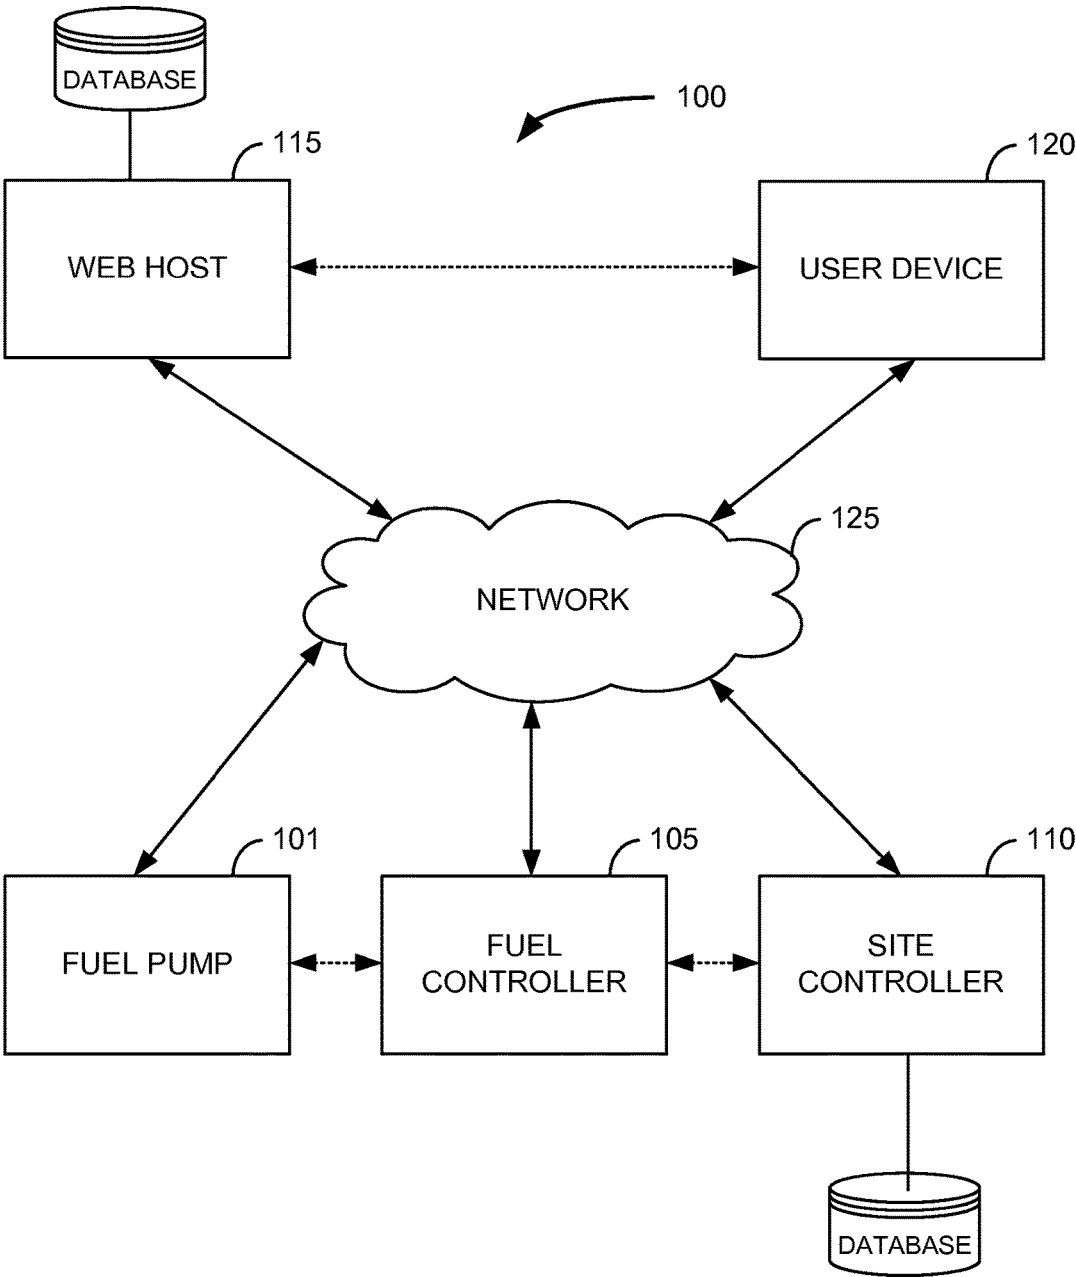 DATABASE
100
115
120
WEB HOST
USER DEVICE
125
NETWORK
101
105
110
FUEL PUMP
FUEL
CONTROLLER
SITE
CONTROLLER
DATABASE